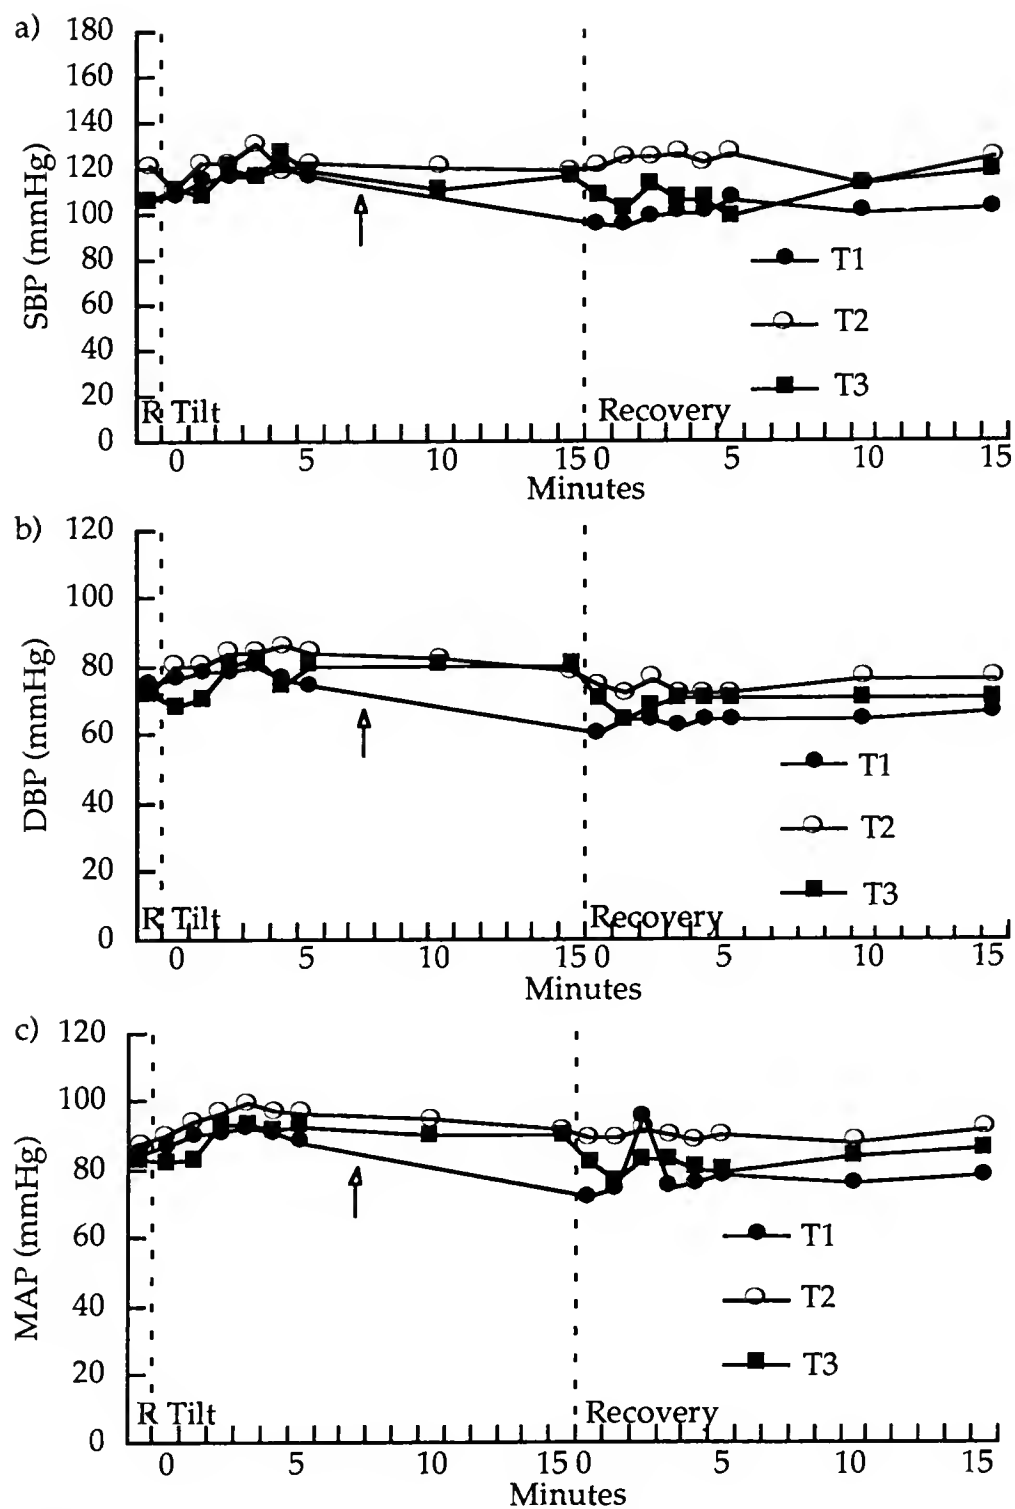 a)
180
160
140
120
100
80
60
40
20
0
SBP (mmHg)
T1
T2
T3
R Tilt
Recovery
0 5 10 15 0 5 10 15
Minutes
b)
120
100
80
60
40
20
0
DBP (mmHg)
T1
T2
T3
R Tilt
Recovery
0 5 10 15 0 5 10 15
Minutes
c)
120
100
80
60
40
20
0
MAP (mmHg)
T1
T2
T3
R Tilt
Recovery
0 5 10 15 0 5 10 15
Minutes